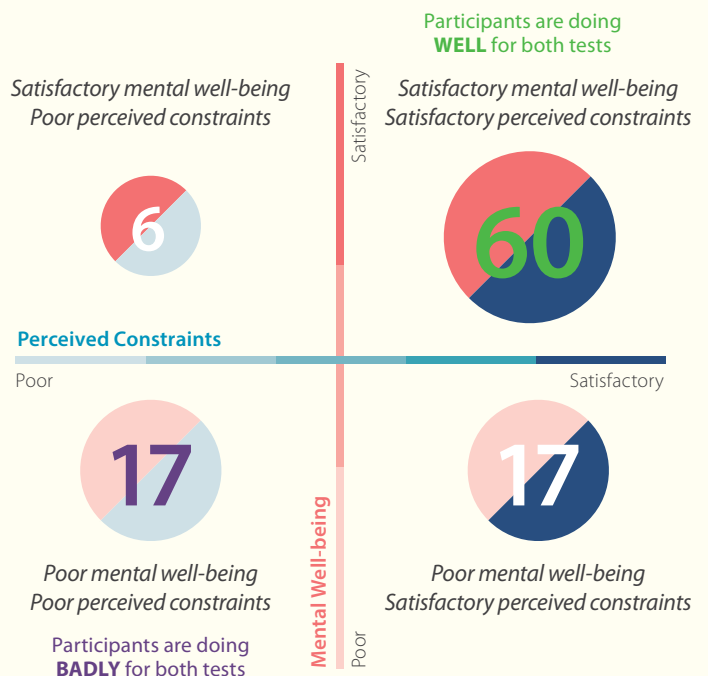 Participants are doing
WELL for both tests
Satisfactory mental well-being
Poor perceived constraints
Satisfactory
Satisfactory mental well-being
Satisfactory perceived constraints
6
60
Perceived Constraints
Poor
Satisfactory
17
17
Mental Well-being
Poor
Poor mental well-being
Poor perceived constraints
Poor mental well-being
Satisfactory perceived constraints
Participants are doing
BADLY for both tests